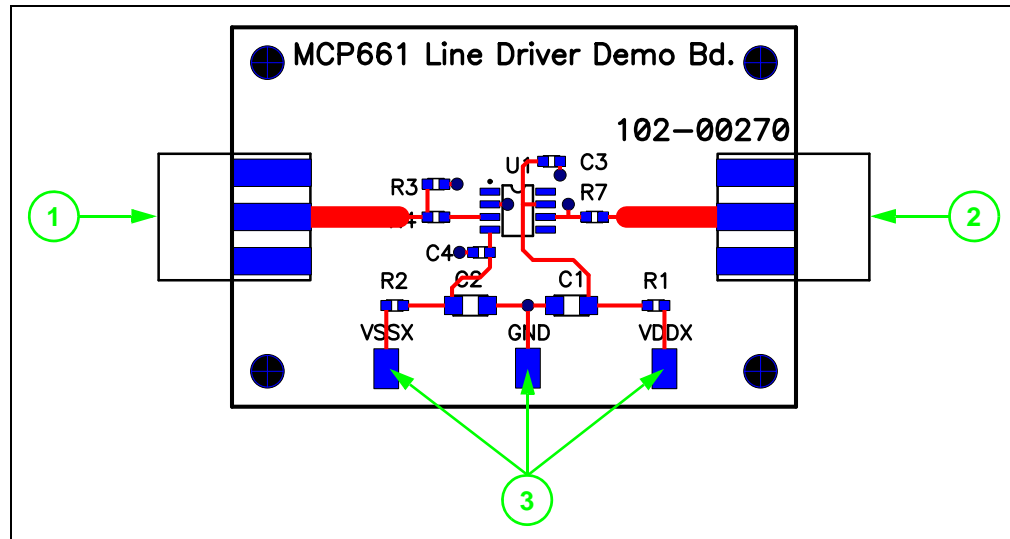 MCP661 Line Driver Demo Bd.
102-00270
U1
C3
R3
R7
4
1
2
C4
R2
C2
C1
R1
VSSX
GND
VDDX
3